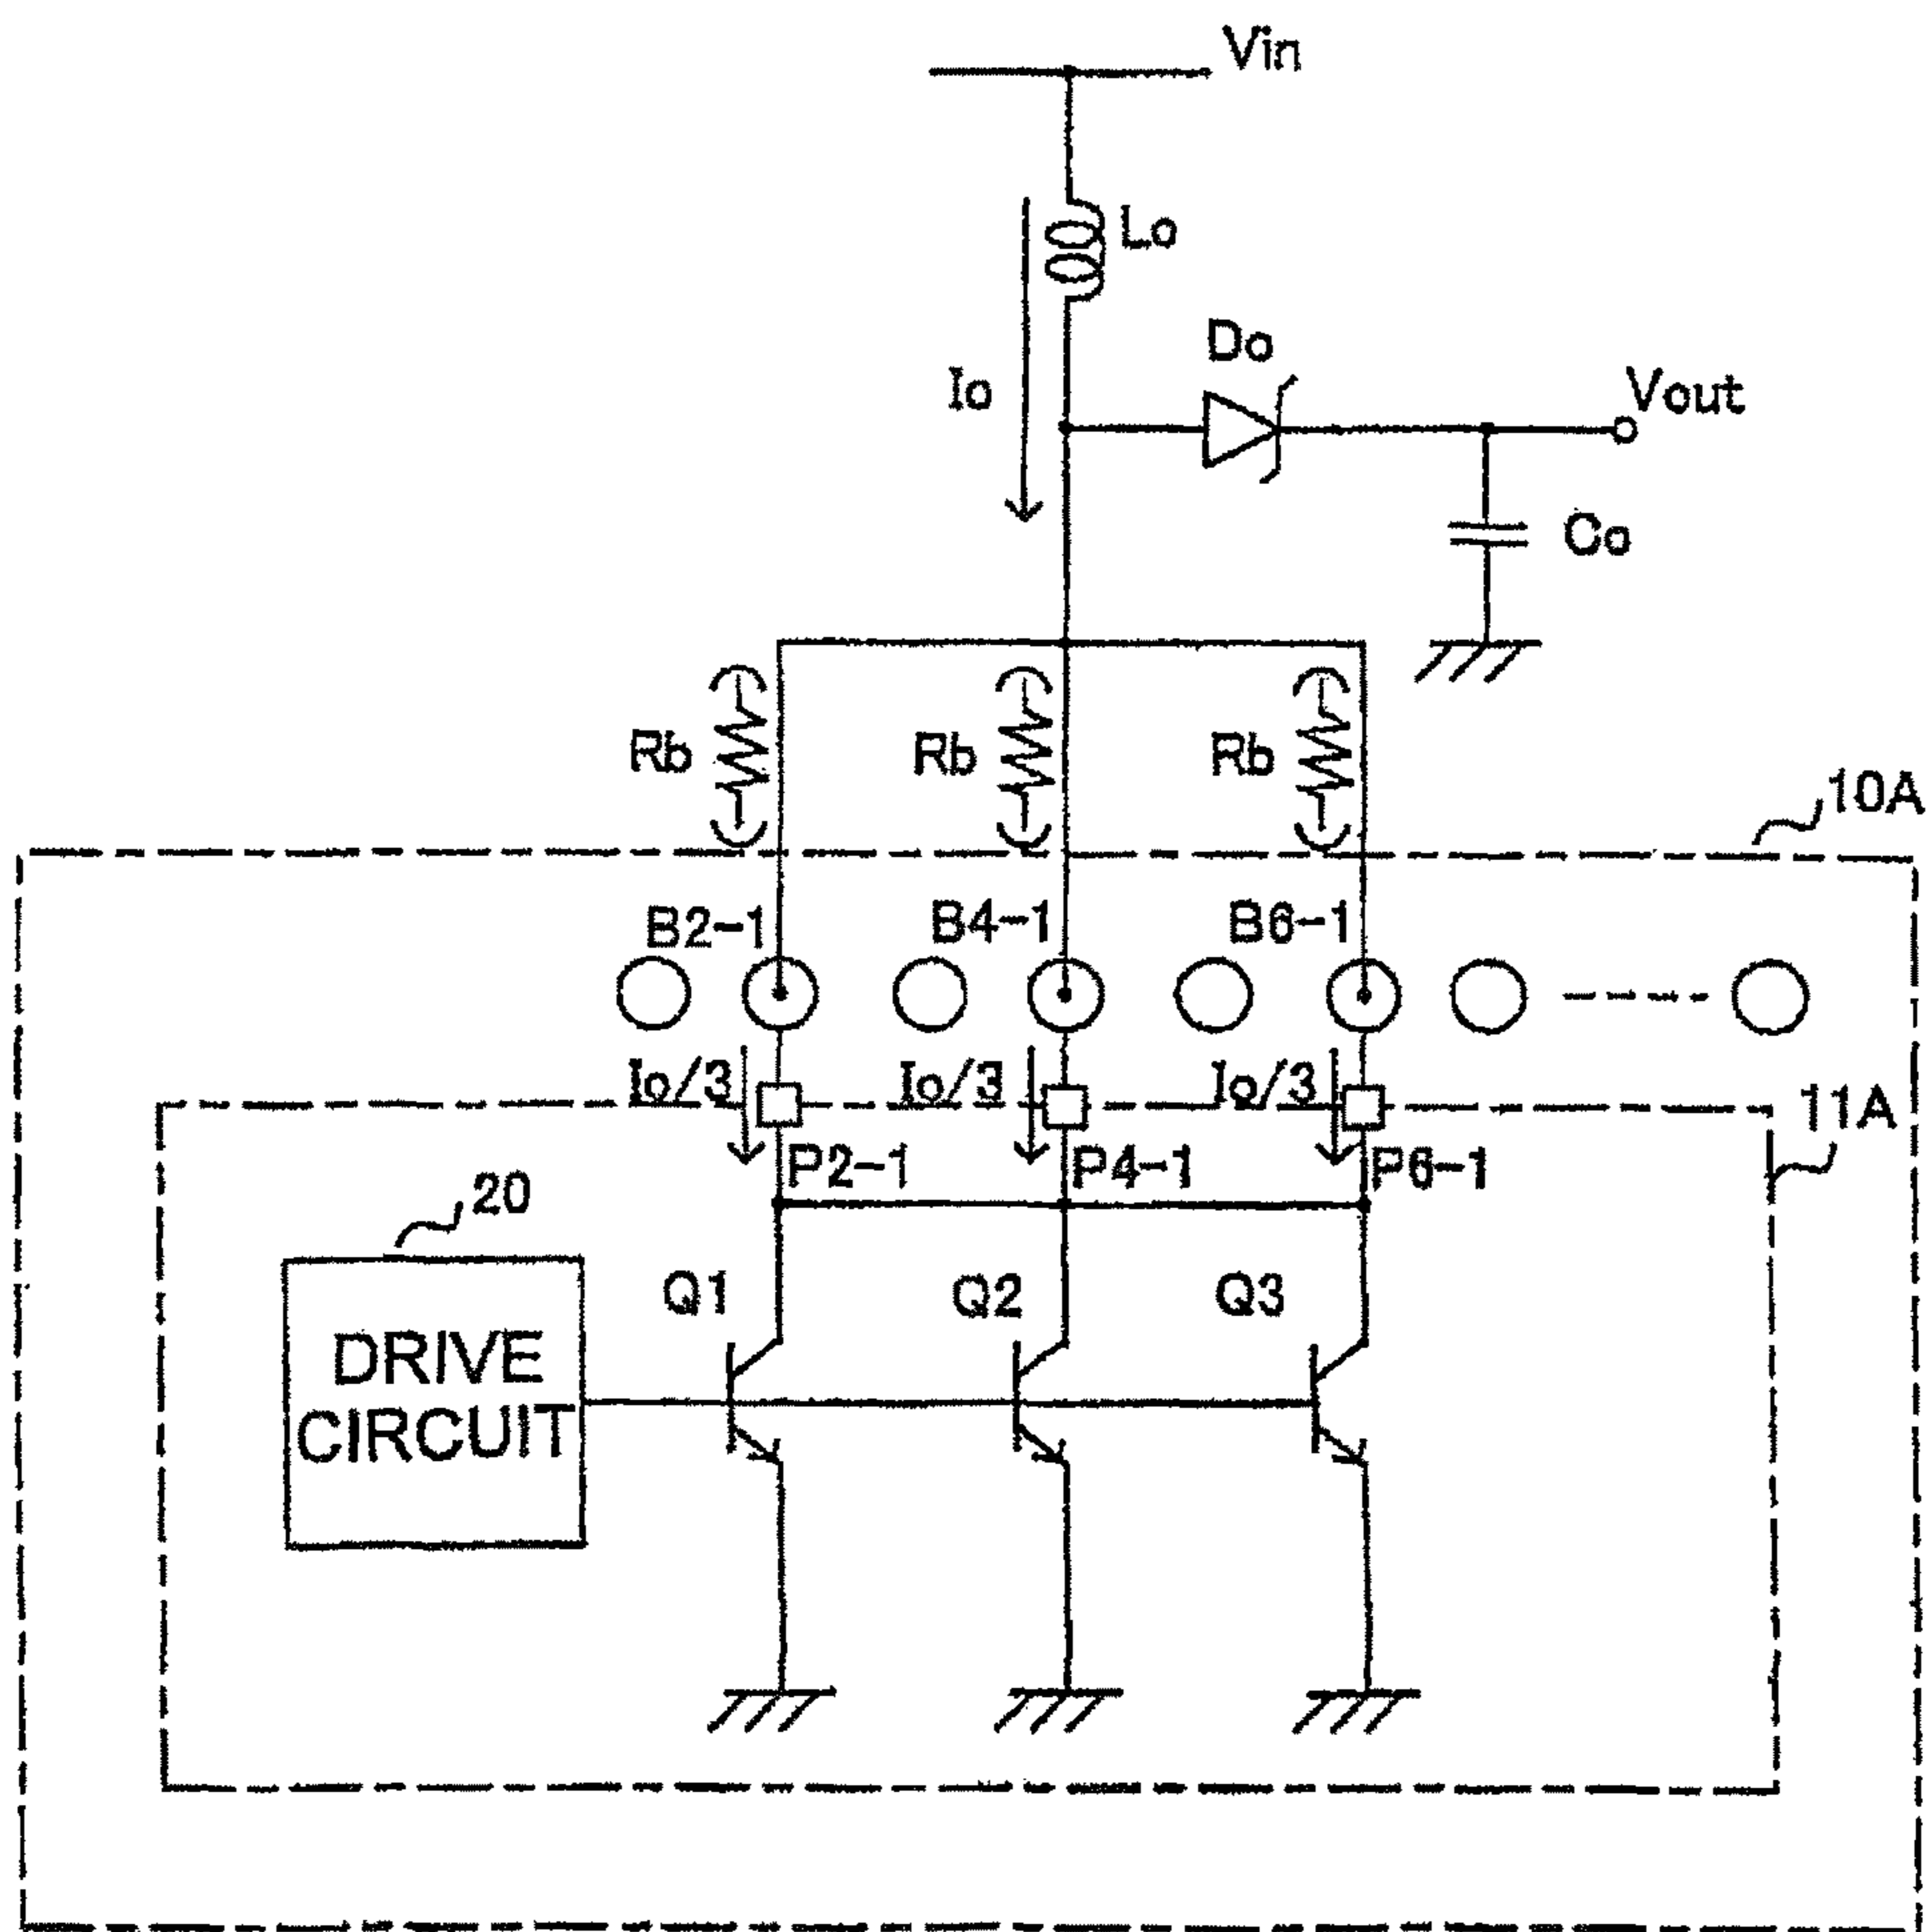 Vin
Lo
Do
Io
Vout
Co
Rb
Rb
Rb
10A
B2-1
B4-1
B6-1
Io/3
Io/3
Io/3
11A
P2-1
P4-1
P6-1
20
Q1
Q2
Q3
DRIVE
CIRCUIT